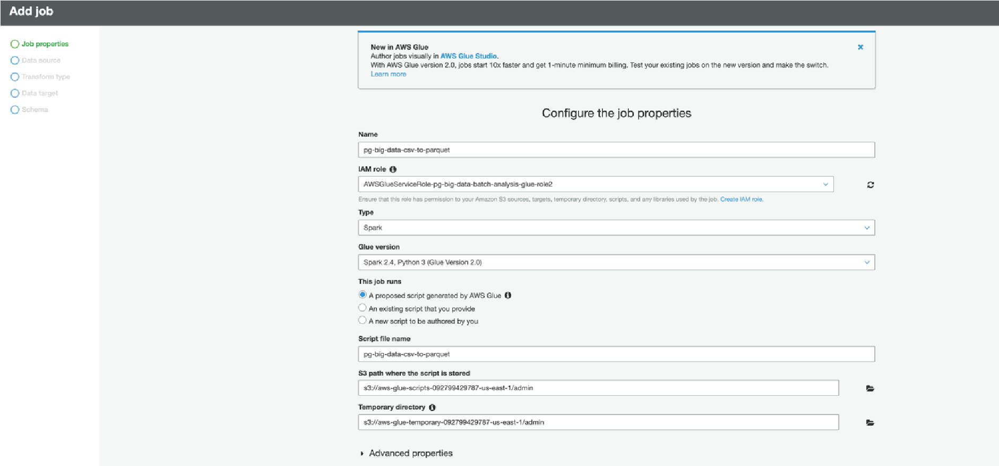 Add job
Job properties
Data source
Transform type
Data target
Schema
New in AWS Glue
Author jobs visually in AWS Glue Studio.
With AWS Glue version 2.0, jobs start 10x faster and get 1-minute minimum billing. Test your existing jobs on the new version and make the switch.
Learn more
Configure the job properties
Name
pg-big-data-csv-to-parquet
IAM role
AWSGlueServiceRole-pg-big-data-batch-analysis-glue-role2
Ensure that this role has permission to your Amazon S3 sources, targets, temporary directory, scripts, and any libraries used by the job. Create IAM role.
Type
Spark
Glue version
Spark 2.4, Python 3 (Glue Version 2.0)
This job runs
A proposed script generated by AWS Glue
An existing script that you provide
A new script to be authored by you
Script file name
pg-big-data-csv-to-parquet
S3 path where the script is stored
s3://aws-glue-scripts-092799429787-us-east-1/admin
Temporary directory
s3://aws-glue-temporary-092799429787-us-east-1/admin
Advanced properties